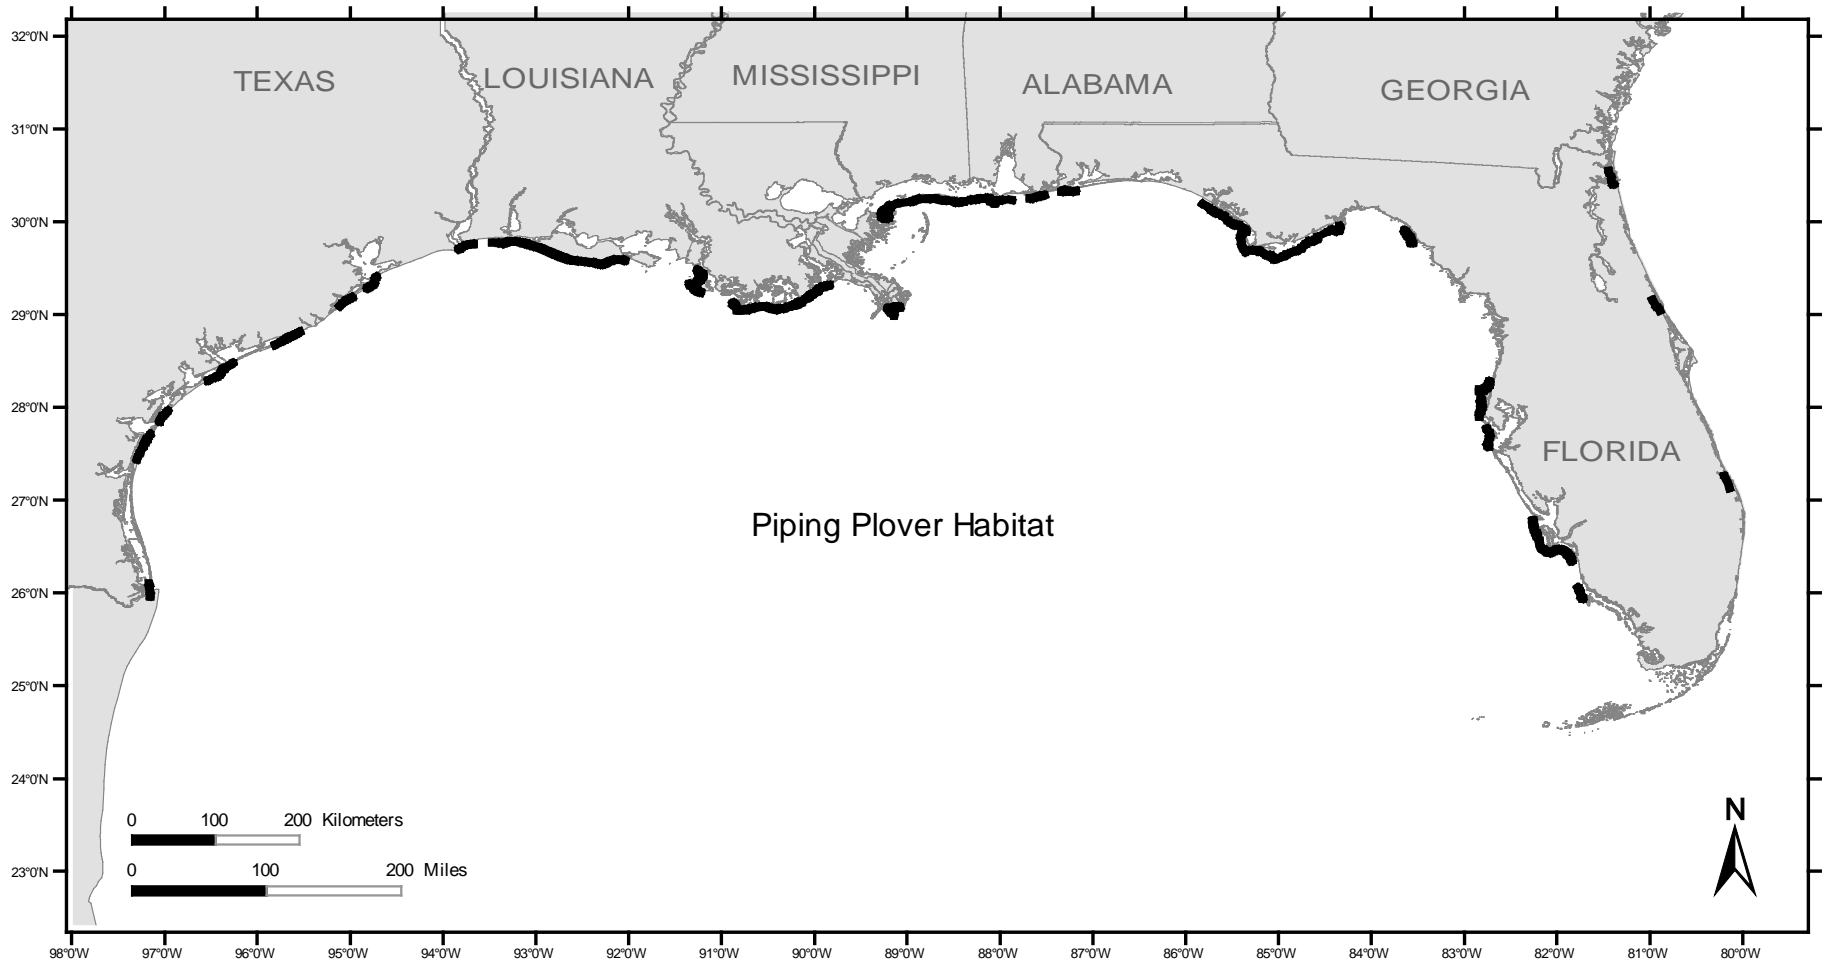 32°0'N
31°0'N
30°0'N
29°0'N
28°0'N
27°0'N
26°0'N
25°0'N
24°0'N
23°0'N
TEXAS
LOUISIANA
MISSISSIPPI
ALABAMA
GEORGIA
FLORIDA
Piping Plover Habitat
0 100 200 Kilometers
0 100 200 Miles
N
98°0'W 97°0'W 96°0'W 95°0'W 94°0'W 93°0'W 92°0'W 91°0'W 90°0'W 89°0'W 88°0'W 87°0'W 86°0'W 85°0'W 84°0'W 83°0'W 82°0'W 81°0'W 80°0'W